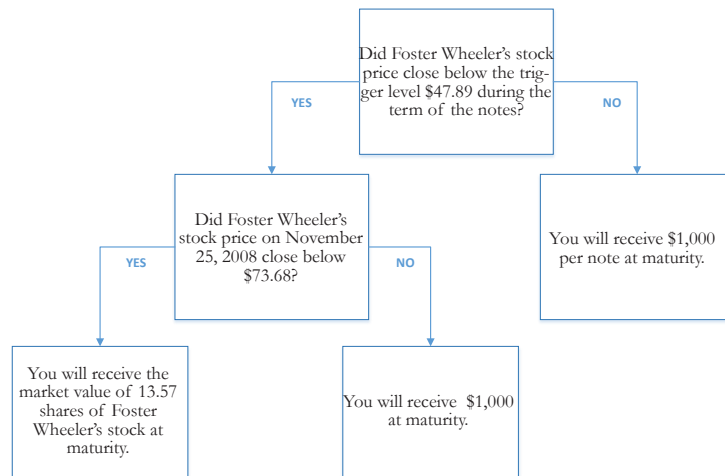 Did Foster Wheeler's stock
price close below the trig-
ger level $47.89 during the
term of the notes?
YES
NO
Did Foster Wheeler's
stock price on November
25, 2008 close below
$73.68?
You will receive $1,000
per note at maturity.
YES
NO
You will receive the
market value of 13.57
shares of Foster
Wheeler's stock at
maturity.
You will receive $1,000
at maturity.